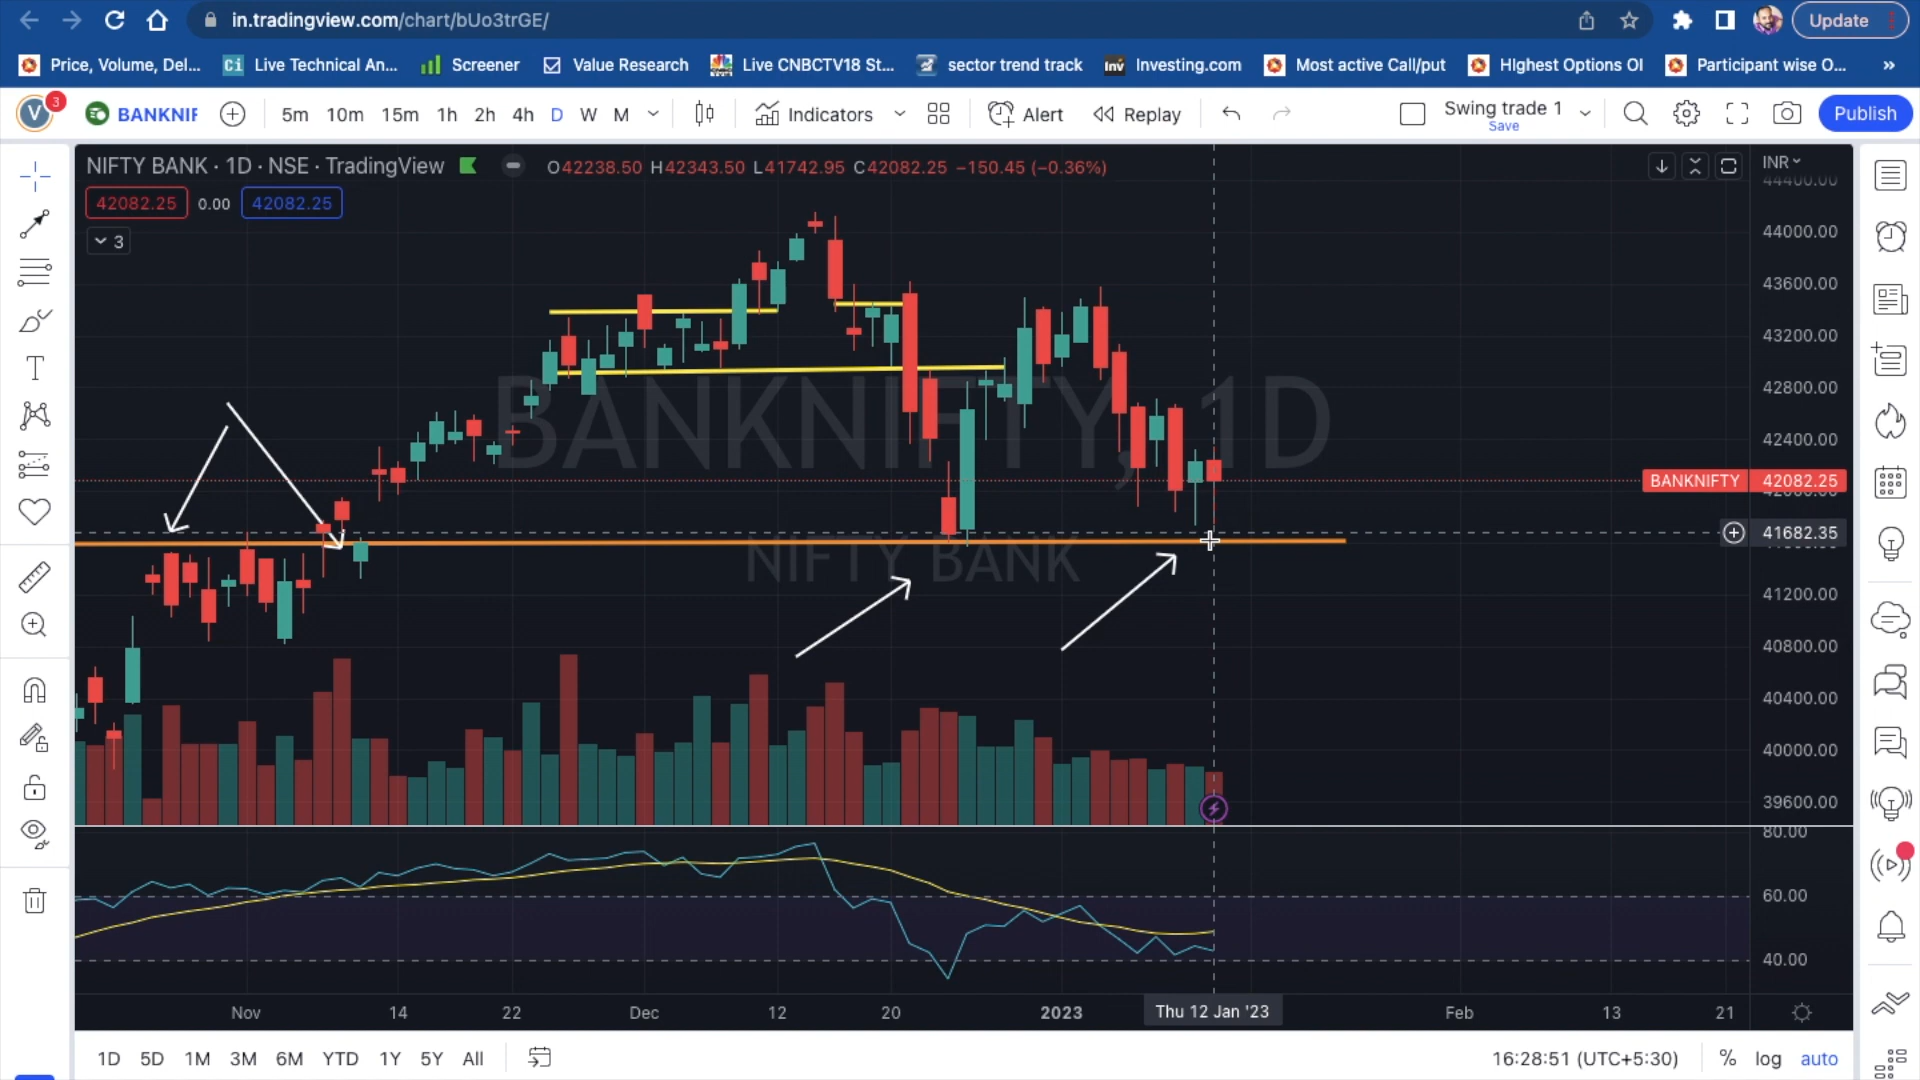 in.tradingview.com/chart/bUo3trGE/
Update
Price, Volume, Del...
Ci Live Technical An...
Screener
Value Research
Live CNBCTV18 St...
sector trend track
Inv Investing.com
Most active Call/put
HIghest Options OI
Participant wise O...
»
V 3
BANKNIF
5m 10m 15m 1h 2h 4h D W M
Indicators
Alert
Replay
Swing trade 1
Save
Publish
NIFTY BANK · 1D · NSE · TradingView
O42238.50 H42343.50 L41742.95 C42082.25 −150.45 (−0.36%)
INR
42082.25 0.00 42082.25
3
44400.00
44000.00
43600.00
43200.00
42800.00
42400.00
BANKNIFTY 42082.25
42000.00
41682.35
41200.00
40800.00
40400.00
40000.00
39600.00
BANKNIFTY, 1D
NIFTY BANK
80.00
60.00
40.00
Nov 14 22 Dec 12 20 2023 Thu 12 Jan '23 Feb 13 21
1D 5D 1M 3M 6M YTD 1Y 5Y All
16:28:51 (UTC+5:30) % log auto